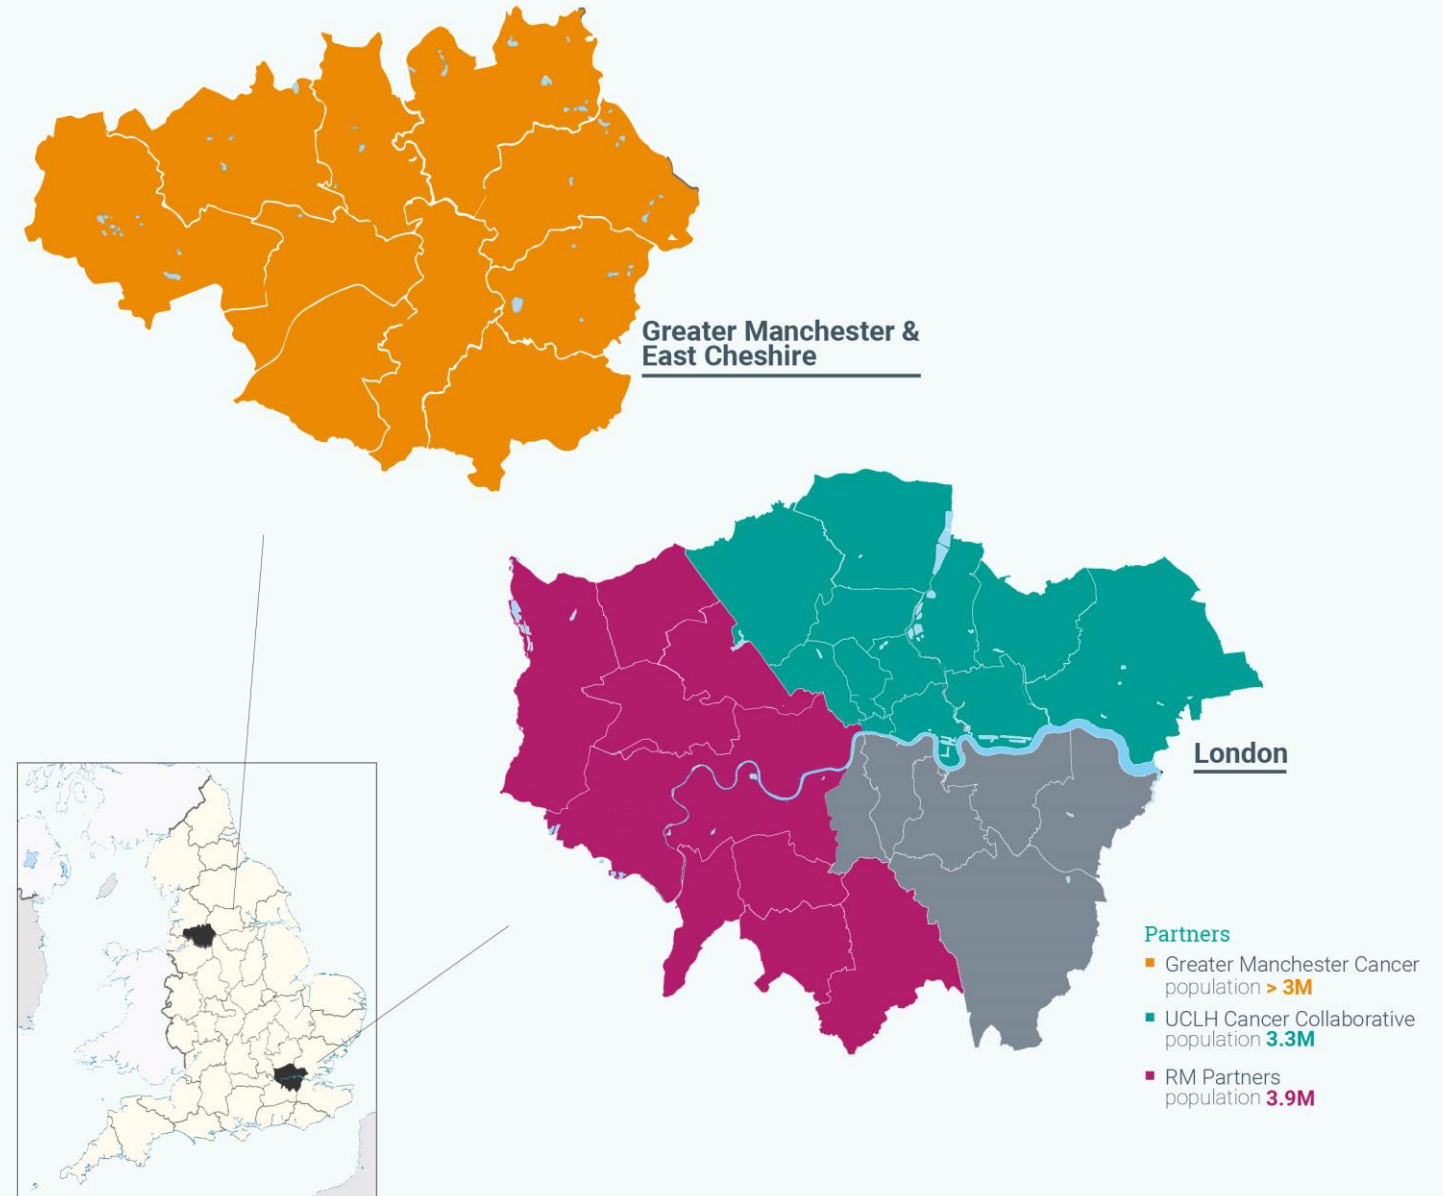 Greater Manchester &
East Cheshire
London
Partners
Greater Manchester Cancer
population > 3M
UCLH Cancer Collaborative
population 3.3M
RM Partners
population 3.9M